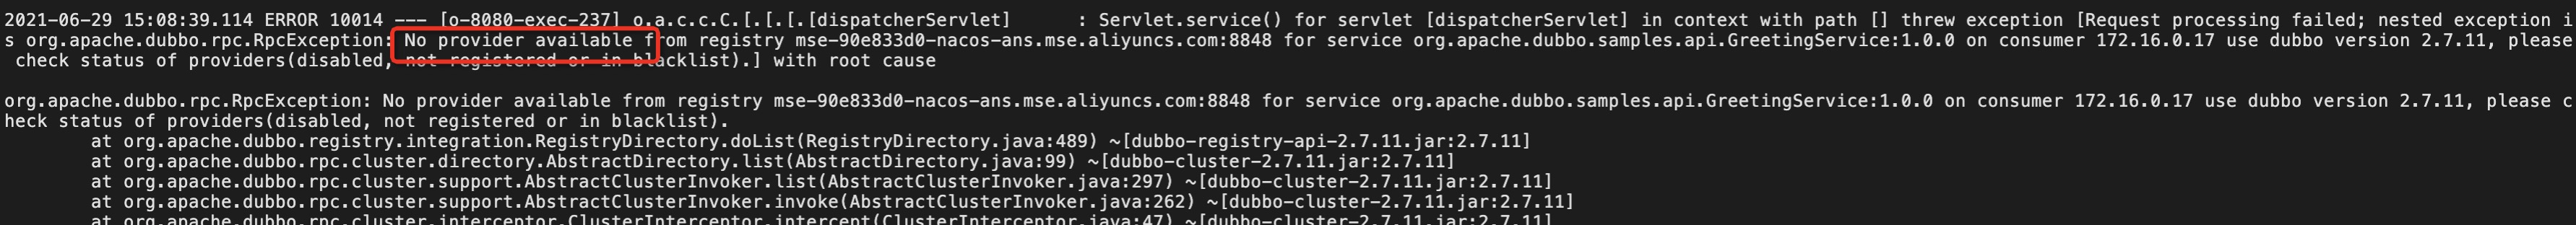 2021-06-29 15:08:39.114 ERROR 10014 --- [o-8080-exec-237] o.a.c.c.C.[.[.[.[dispatcherServlet]      : Servlet.service() for servlet [dispatcherServlet] in context with path [] threw exception [Request processing failed; nested exception i
s org.apache.dubbo.rpc.RpcException: No provider available from registry mse-90e833d0-nacos-ans.mse.aliyuncs.com:8848 for service org.apache.dubbo.samples.api.GreetingService:1.0.0 on consumer 172.16.0.17 use dubbo version 2.7.11, please
 check status of providers(disabled, not registered or in blacklist).] with root cause
org.apache.dubbo.rpc.RpcException: No provider available from registry mse-90e833d0-nacos-ans.mse.aliyuncs.com:8848 for service org.apache.dubbo.samples.api.GreetingService:1.0.0 on consumer 172.16.0.17 use dubbo version 2.7.11, please c
heck status of providers(disabled, not registered or in blacklist).
        at org.apache.dubbo.registry.integration.RegistryDirectory.doList(RegistryDirectory.java:489) ~[dubbo-registry-api-2.7.11.jar:2.7.11]
        at org.apache.dubbo.rpc.cluster.directory.AbstractDirectory.list(AbstractDirectory.java:99) ~[dubbo-cluster-2.7.11.jar:2.7.11]
        at org.apache.dubbo.rpc.cluster.support.AbstractClusterInvoker.list(AbstractClusterInvoker.java:297) ~[dubbo-cluster-2.7.11.jar:2.7.11]
        at org.apache.dubbo.rpc.cluster.support.AbstractClusterInvoker.invoke(AbstractClusterInvoker.java:262) ~[dubbo-cluster-2.7.11.jar:2.7.11]
        at org.apache.dubbo.rpc.cluster.interceptor.ClusterInterceptor.intercept(ClusterInterceptor.java:47) ~[dubbo-cluster-2.7.11.jar:2.7.11]